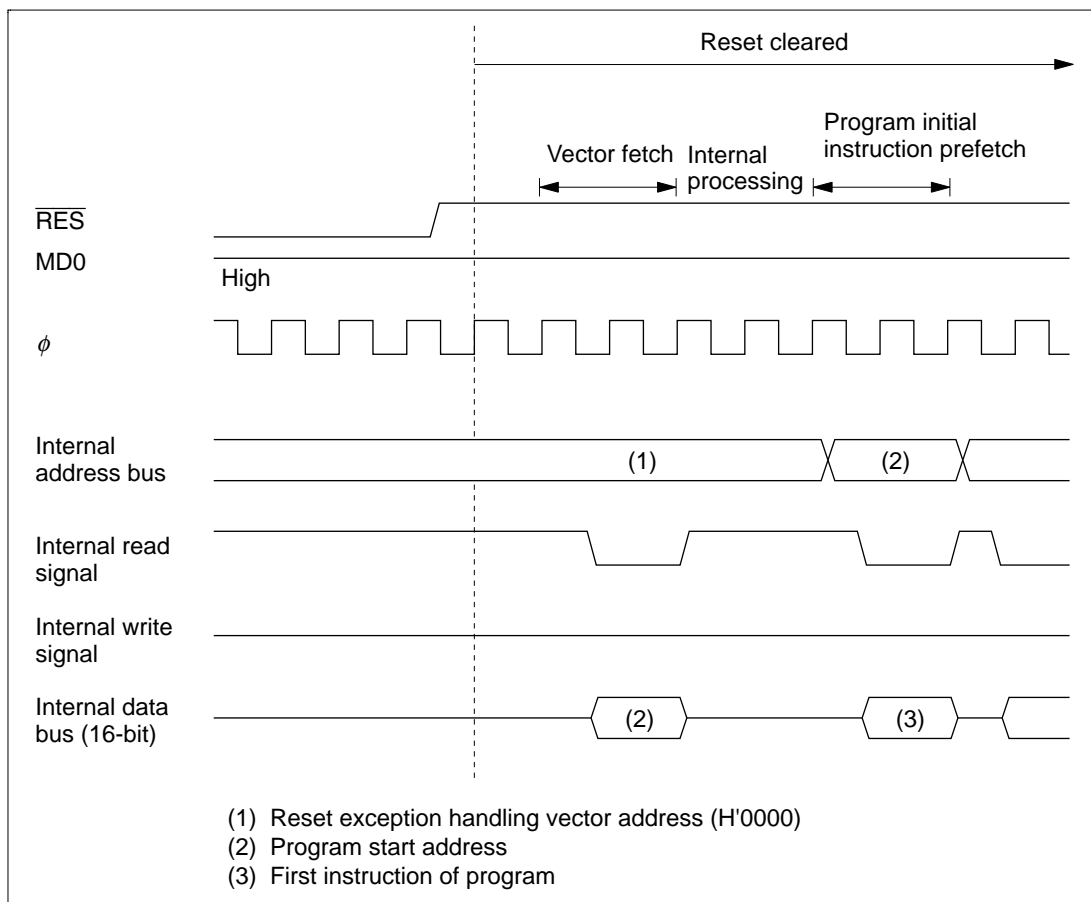 Reset cleared
Program initial
instruction prefetch
Vector fetch
Internal
processing
RES
MD0
High
ϕ
Internal
address bus
(1)
(2)
Internal read
signal
Internal write
signal
Internal data
bus (16-bit)
(2)
(3)
(1) Reset exception handling vector address (H'0000)
(2) Program start address
(3) First instruction of program